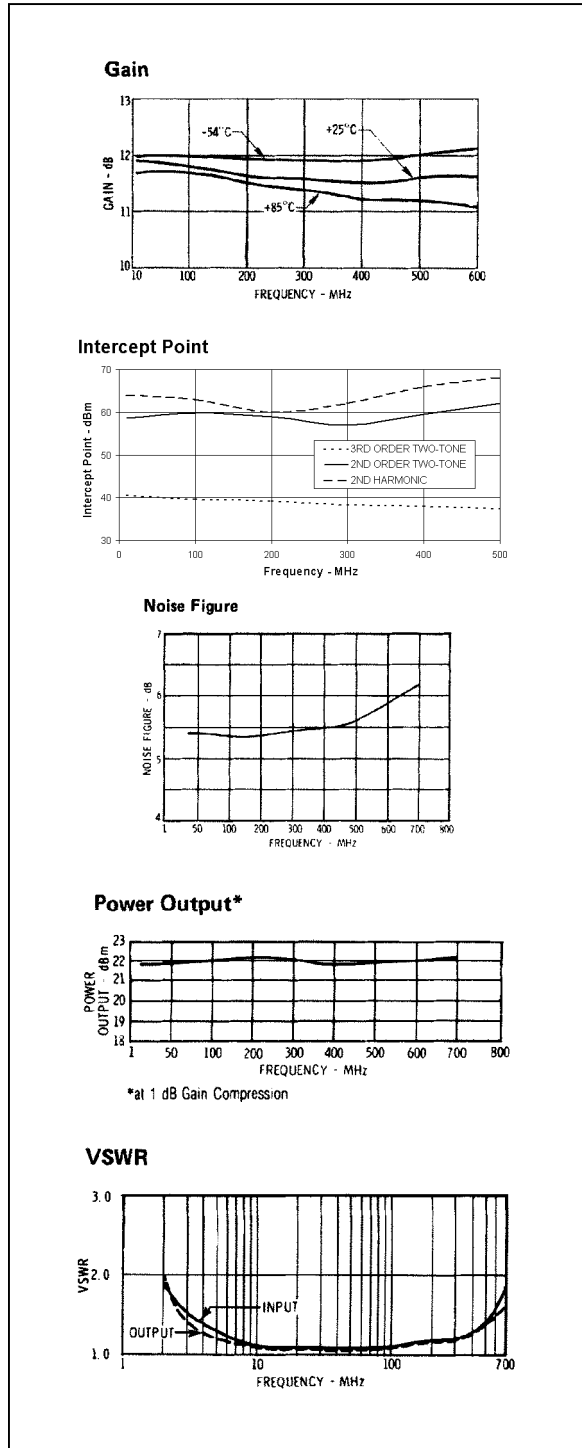 Gain
13
-54°C
+25°C
12
GAIN - dB
11
+85°C
10
10 100 200 300 400 500 600
FREQUENCY - MHz
Intercept Point
70
60
50
40
30
Intercept Point - dBm
3RD ORDER TWO-TONE
2ND ORDER TWO-TONE
2ND HARMONIC
0 100 200 300 400 500
Frequency - MHz
Noise Figure
7
6
5
4
NOISE FIGURE - dB
1 50 100 200 300 400 500 600 700 800
FREQUENCY - MHz
Power Output*
23
22
21
20
19
18
POWER
OUTPUT - dBm
1 50 100 200 300 400 500 600 700 800
FREQUENCY - MHz
*at 1 dB Gain Compression
VSWR
3.0
2.0
1.0
VSWR
INPUT
OUTPUT
1 10 100 700
FREQUENCY - MHz